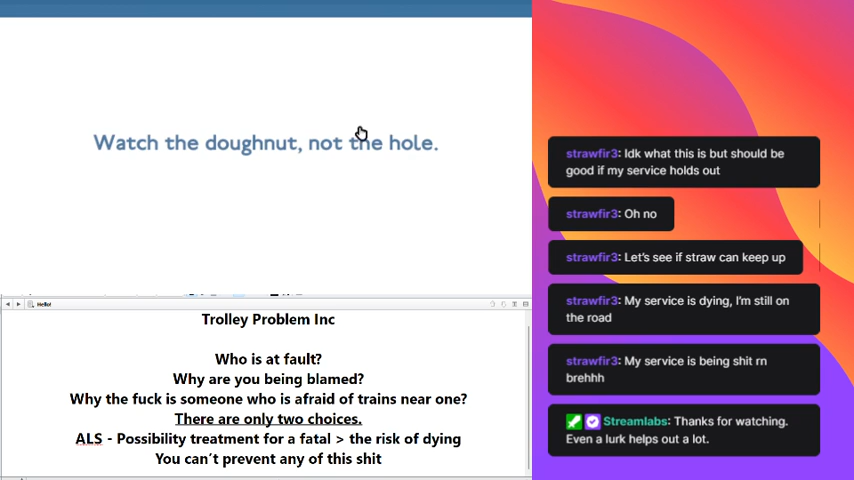 Watch the doughnut, not the hole.
Hello!
Trolley Problem Inc
Who is at fault?
Why are you being blamed?
Why the fuck is someone who is afraid of trains near one?
There are only two choices.
ALS - Possibility treatment for a fatal > the risk of dying
You can't prevent any of this shit
strawfir3: Idk what this is but should be
good if my service holds out
strawfir3: Oh no
strawfir3: Let's see if straw can keep up
strawfir3: My service is dying, I'm still on
the road
strawfir3: My service is being shit rn
brehhh
Streamlabs: Thanks for watching.
Even a lurk helps out a lot.